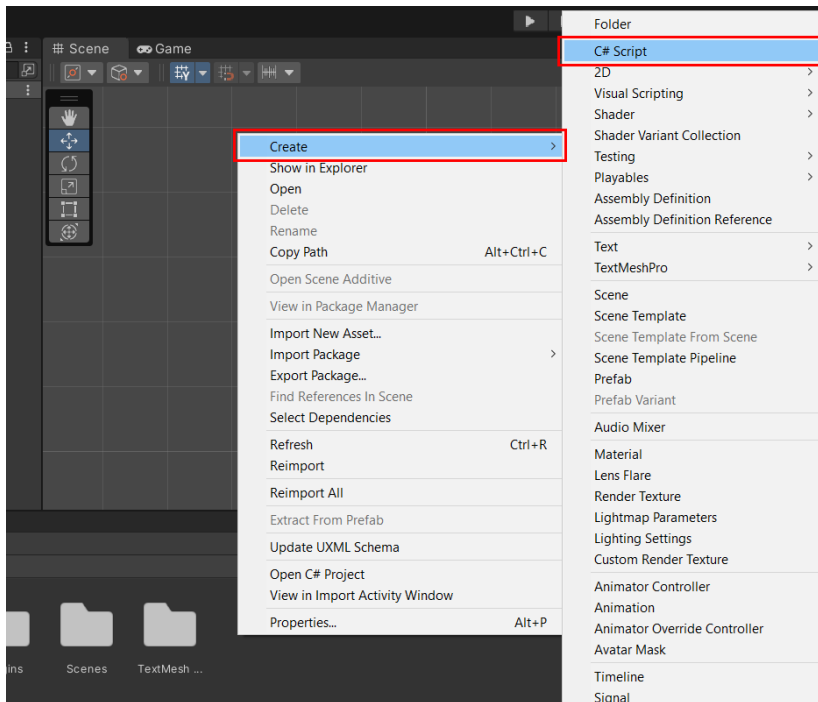 Scene
Game
Create
Show in Explorer
Open
Delete
Rename
Copy Path Alt+Ctrl+C
Open Scene Additive
View in Package Manager
Import New Asset...
Import Package
Export Package...
Find References In Scene
Select Dependencies
Refresh Ctrl+R
Reimport
Reimport All
Extract From Prefab
Update UXML Schema
Open C# Project
View in Import Activity Window
Properties... Alt+P
Folder
C# Script
2D
Visual Scripting
Shader
Shader Variant Collection
Testing
Playables
Assembly Definition
Assembly Definition Reference
Text
TextMeshPro
Scene
Scene Template
Scene Template From Scene
Scene Template Pipeline
Prefab
Prefab Variant
Audio Mixer
Material
Lens Flare
Render Texture
Lightmap Parameters
Lighting Settings
Custom Render Texture
Animator Controller
Animation
Animator Override Controller
Avatar Mask
Timeline
Signal
Scenes
TextMesh ...